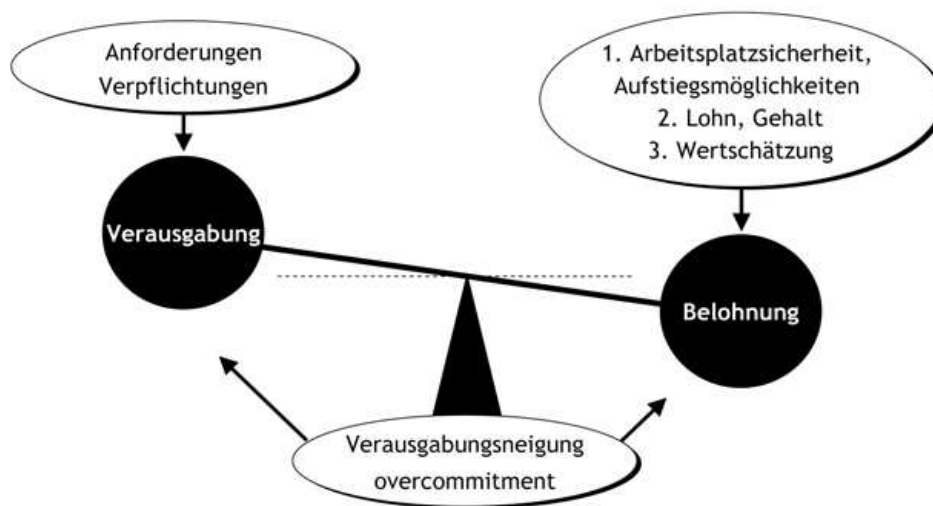 Anforderungen
Verpflichtungen
1. Arbeitsplatzsicherheit,
Aufstiegsmöglichkeiten
2. Lohn, Gehalt
3. Wertschätzung
Verausgabung
Belohnung
Verausgabungsneigung
overcommitment